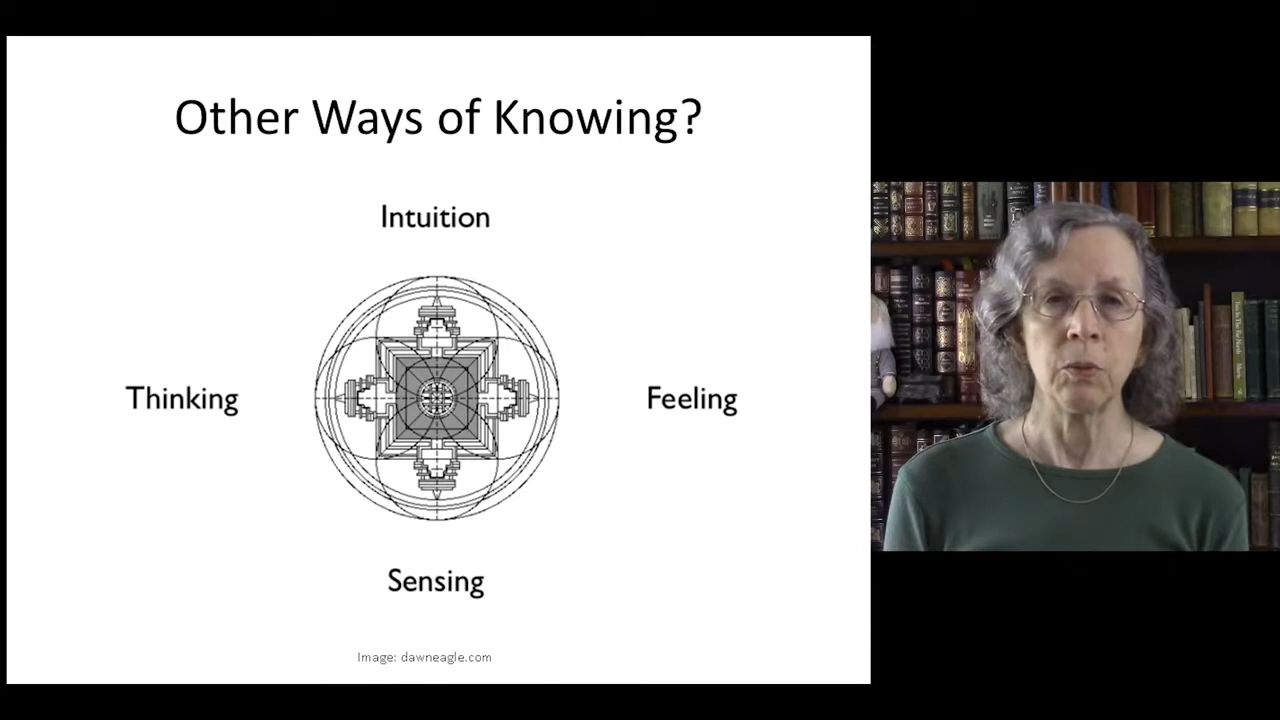 Other Ways of Knowing?
Intuition
Thinking
Feeling
Sensing
Image: dawneagle.com